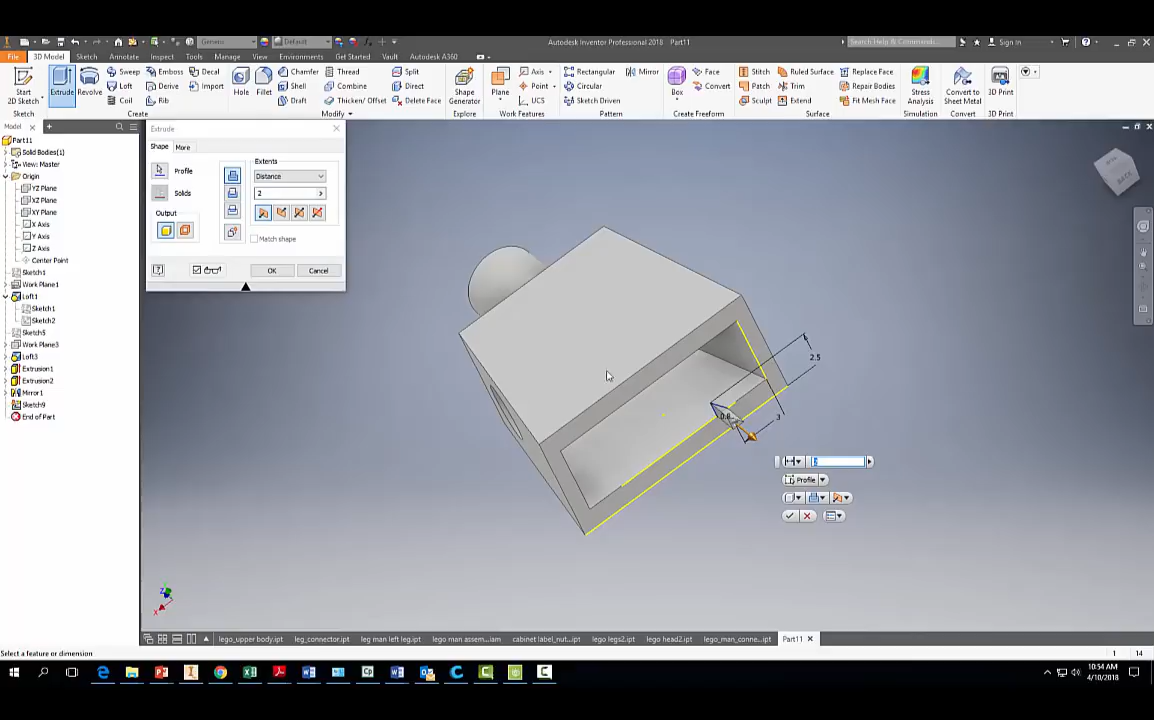 Generic
Default
Autodesk Inventor Professional 2018 Part11
Search Help & Commands...
Sign In
File 3D Model Sketch Annotate Inspect Tools Manage View Environments Get Started Vault Autodesk A360
Start
2D Sketch
Extrude
Revolve
Sweep Emboss Decal
Loft Derive Import
Coil Rib
Hole
Fillet
Chamfer Thread Split
Shell Combine Direct
Draft Thicken/ Offset Delete Face
Shape
Generator
Plane
Axis
Point
UCS
Rectangular Mirror
Circular
Sketch Driven
Box
Face
Convert
Stitch Ruled Surface Replace Face
Patch Trim Repair Bodies
Sculpt Extend Fit Mesh Face
Stress
Analysis
Convert to
Sheet Metal
3D Print
Sketch Create Modify Explore Work Features Pattern Create Freeform Surface Simulation Convert 3D Print
Model
Part11
Solid Bodies(1)
View: Master
Origin
YZ Plane
XZ Plane
XY Plane
X Axis
Y Axis
Z Axis
Center Point
Sketch1
Work Plane1
Loft1
Sketch1
Sketch2
Sketch5
Work Plane3
Loft3
Extrusion1
Extrusion2
Mirror1
Sketch9
End of Part
Extrude
Shape More
Profile
Solids
Output
Extents
Distance
2
Match shape
OK Cancel
BACK
2.5
3
Profile
Z
X
lego_upper body.ipt leg_connector.ipt leg man left leg.ipt lego man assem...iam cabinet label_nut...ipt lego legs2.ipt lego head2.ipt lego_man_conne...ipt Part11
Select a feature or dimension
1 14
10:54 AM
4/10/2018